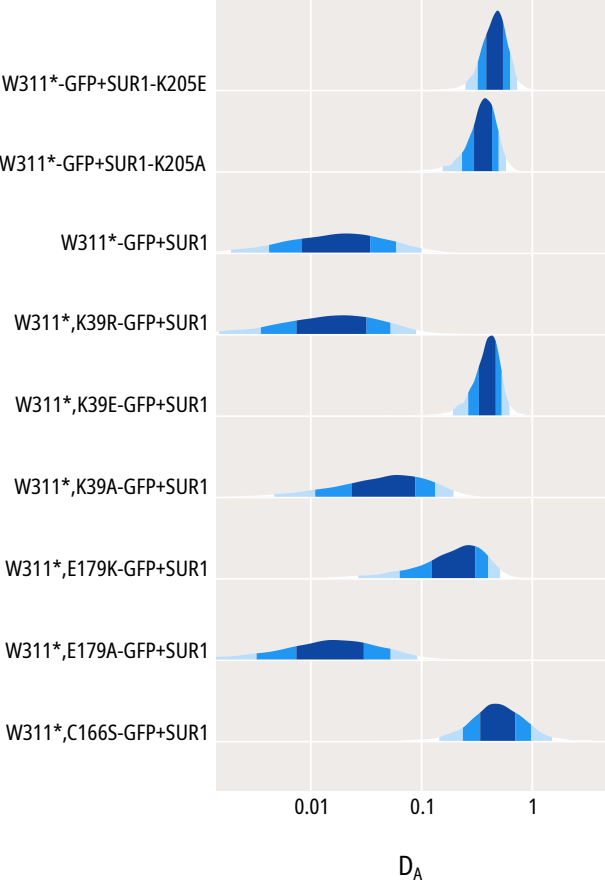 W311*-GFP+SUR1-K205E
W311*-GFP+SUR1-K205A
W311*-GFP+SUR1
W311*,K39R-GFP+SUR1
W311*,K39E-GFP+SUR1
W311*,K39A-GFP+SUR1
W311*,E179K-GFP+SUR1
W311*,E179A-GFP+SUR1
W311*,C166S-GFP+SUR1
0.01 0.1 1
D_A